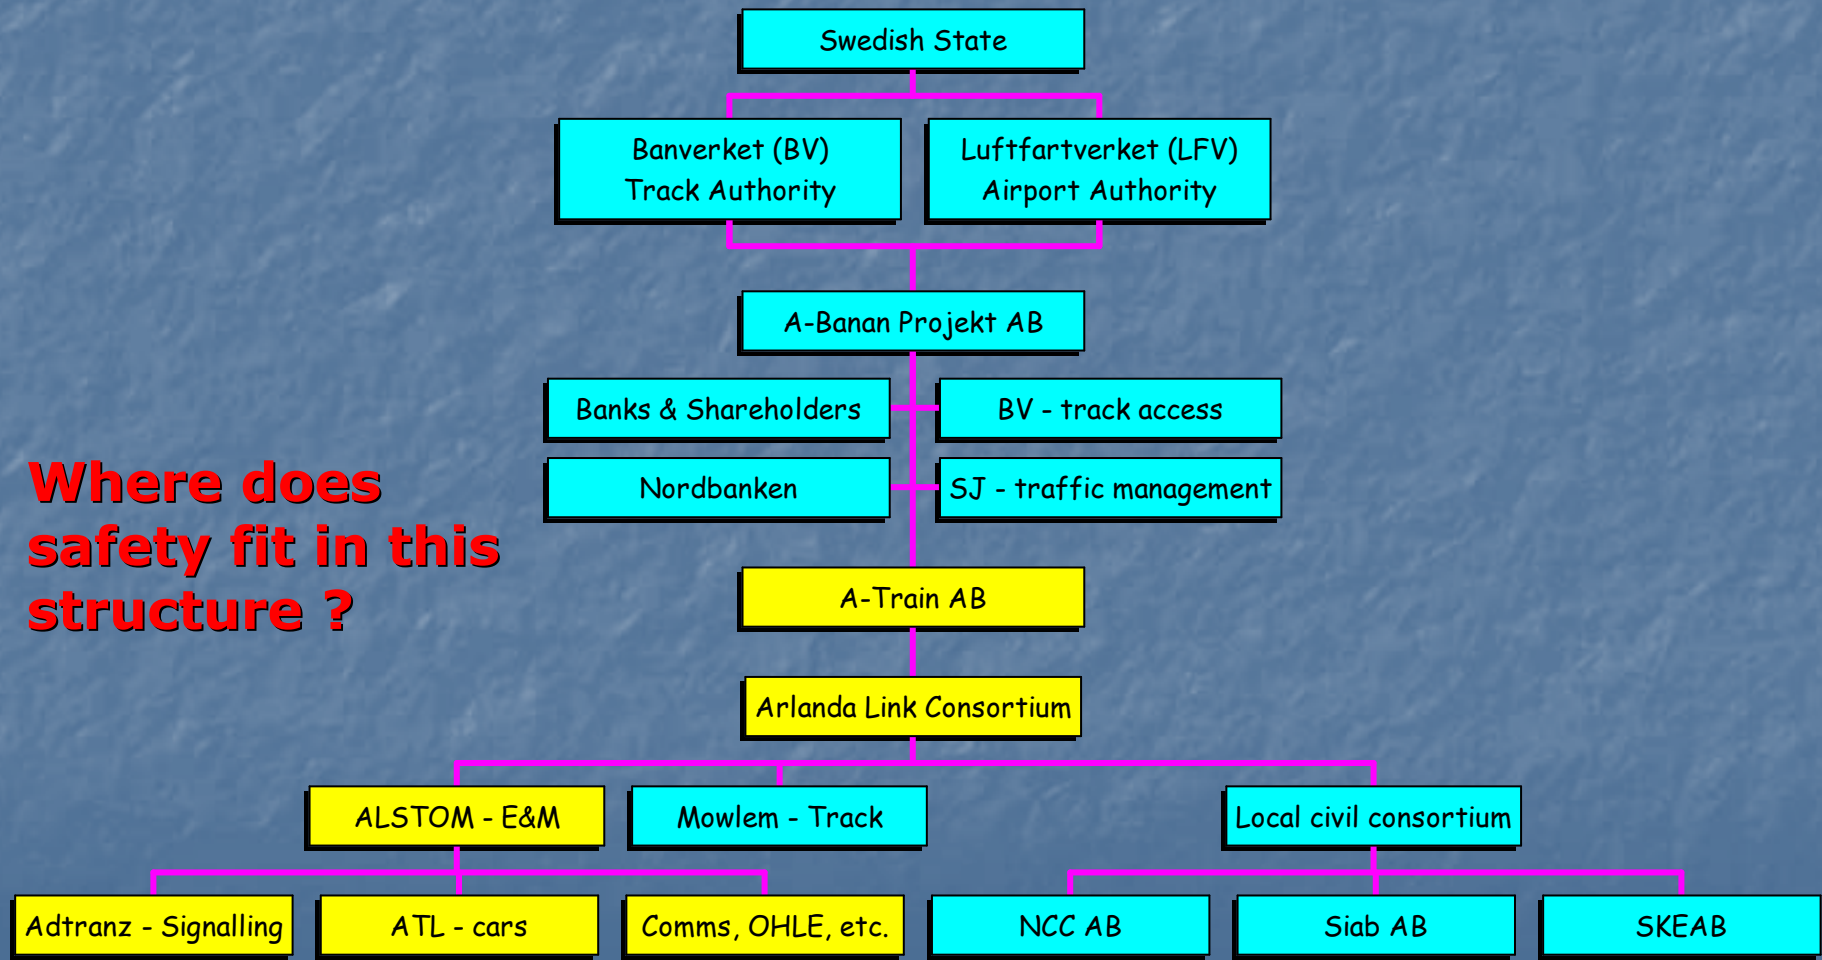 Swedish State
Banverket (BV)
Track Authority
Luftfartverket (LFV)
Airport Authority
A-Banan Projekt AB
Banks & Shareholders
BV - track access
Nordbanken
SJ - traffic management
Where does
safety fit in this
structure ?
A-Train AB
Arlanda Link Consortium
ALSTOM - E&M
Mowlem - Track
Local civil consortium
Adtranz - Signalling
ATL - cars
Comms, OHLE, etc.
NCC AB
Siab AB
SKEAB